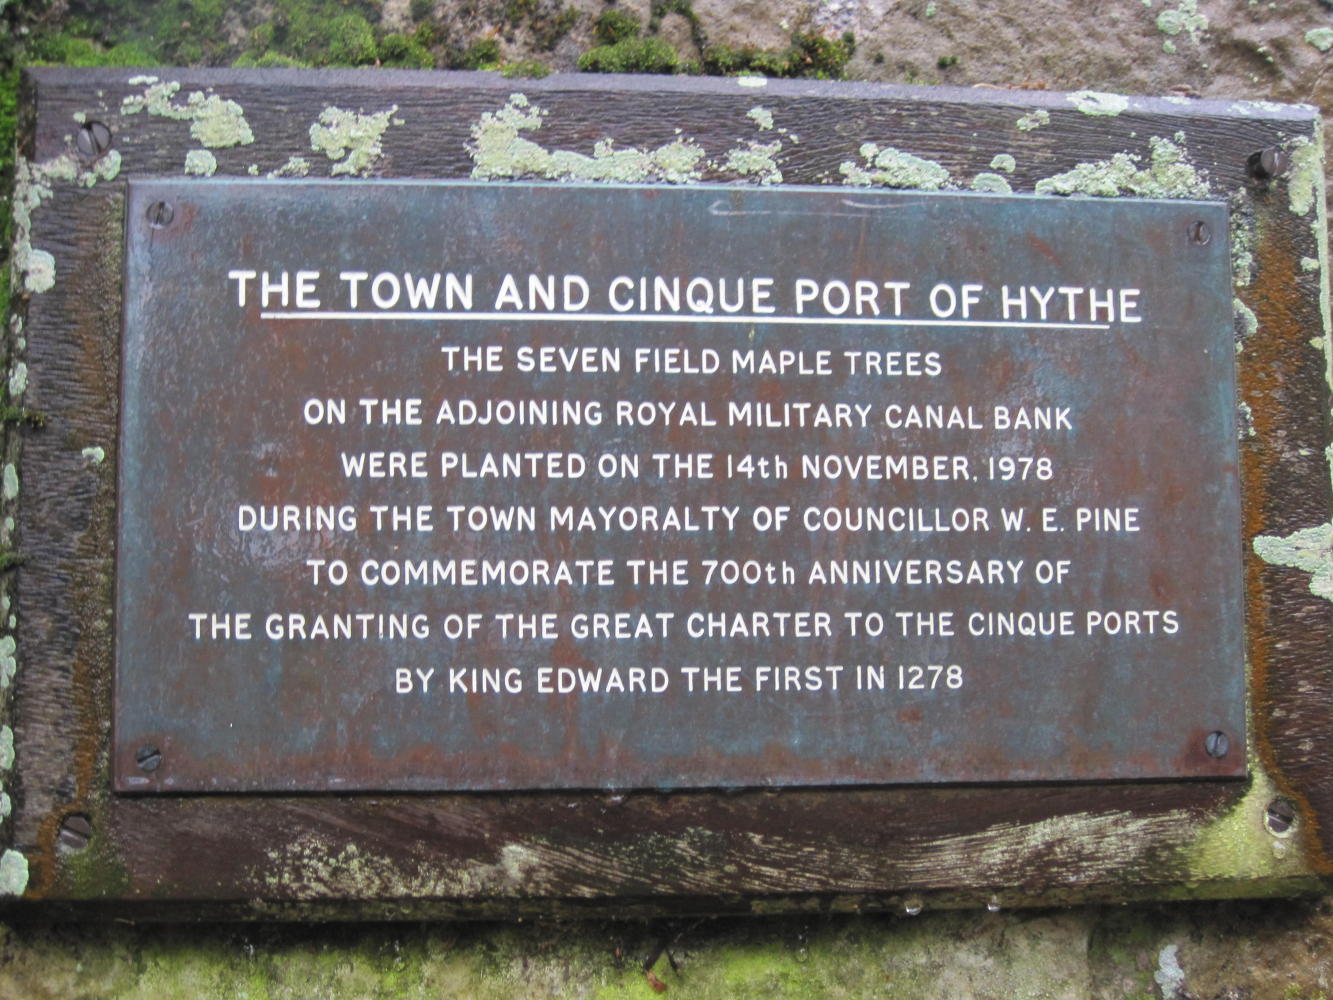 THE TOWN AND CINQUE PORT OF HYTHE
THE SEVEN FIELD MAPLE TREES
ON THE ADJOINING ROYAL MILITARY CANAL BANK
WERE PLANTED ON THE 14th NOVEMBER, 1978
DURING THE TOWN MAYORALTY OF COUNCILLOR W. E. PINE
TO COMMEMORATE THE 700th ANNIVERSARY OF
THE GRANTING OF THE GREAT CHARTER TO THE CINQUE PORTS
BY KING EDWARD THE FIRST IN 1278